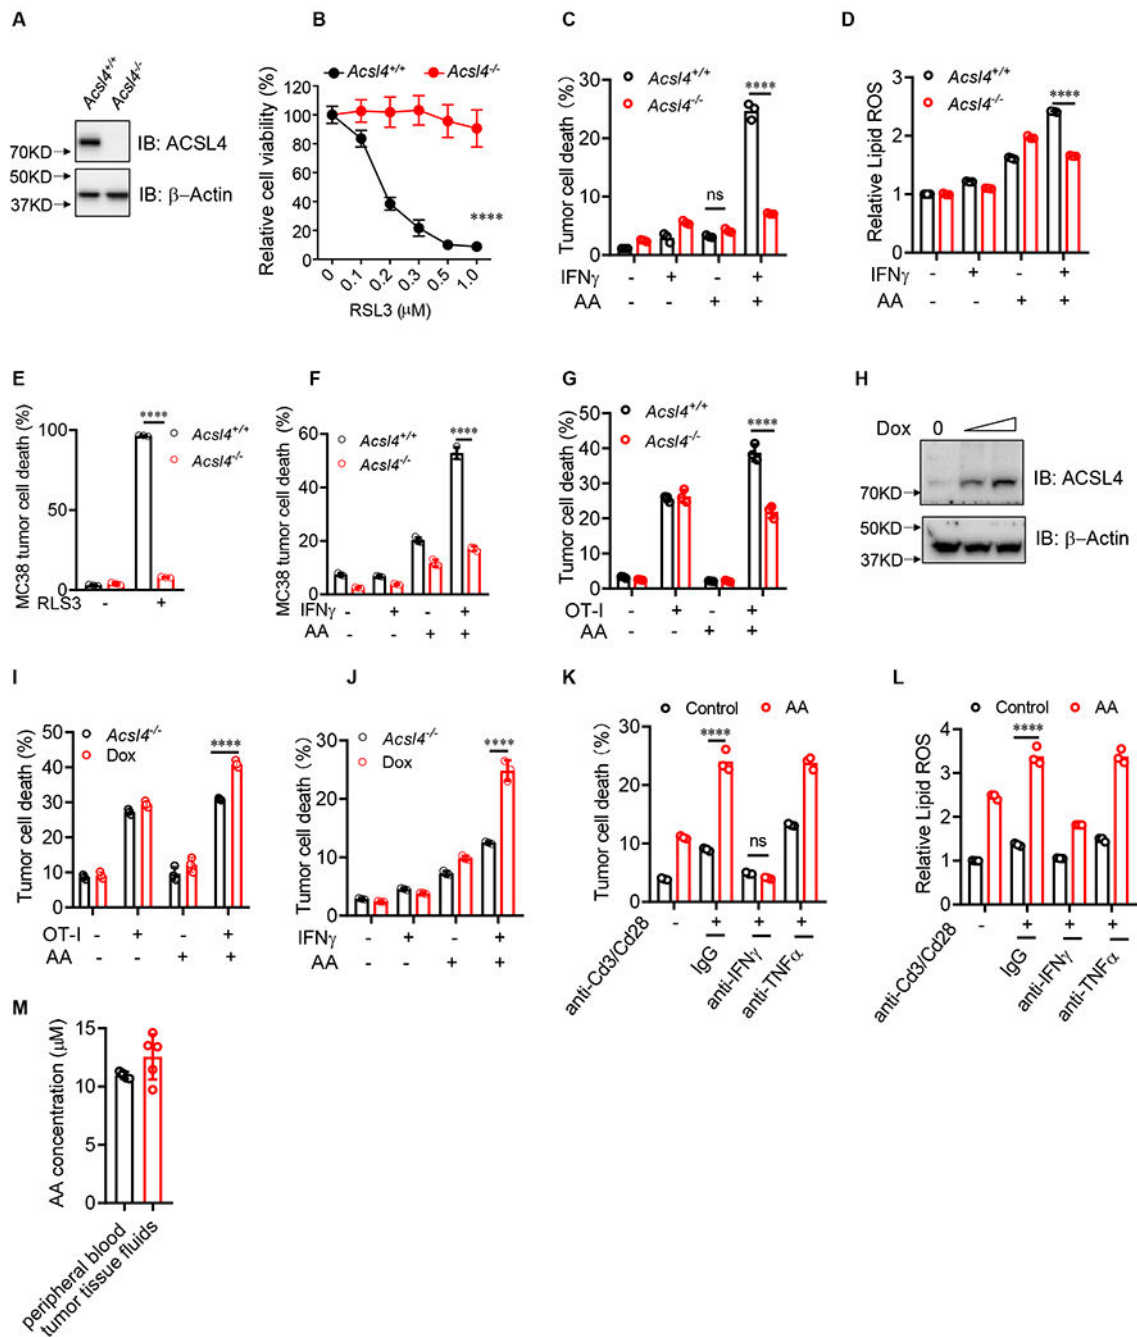 A
Acsl4+/+
Acsl4-/-
IB: ACSL4
70KD
50KD
IB: β–Actin
37KD
B
Acsl4+/+ Acsl4-/-
Relative cell viability (%)
120
100
80
60
40
20
0
0 0.1 0.2 0.3 0.5 1.0
RSL3 (μM)
****
C
Tumor cell death (%)
30
20
10
0
Acsl4+/+
Acsl4-/-
ns
****
IFNγ - + - +
AA - - + +
D
Relative Lipid ROS
3
2
1
0
Acsl4+/+
Acsl4-/-
****
IFNγ - + - +
AA - - + +
E
MC38 tumor cell death (%)
100
50
0
****
Acsl4+/+
Acsl4-/-
RLS3 - +
F
MC38 tumor cell death (%)
60
40
20
0
Acsl4+/+
Acsl4-/-
****
IFNγ - + - +
AA - - + +
G
Tumor cell death (%)
50
40
30
20
10
0
Acsl4+/+
Acsl4-/-
****
OT-I - + - +
AA - - + +
H
Dox 0
IB: ACSL4
70KD
50KD
IB: β–Actin
37KD
I
Tumor cell death (%)
50
40
30
20
10
0
Acsl4-/-
Dox
****
OT-I - + - +
AA - - + +
J
Tumor cell death (%)
30
20
10
0
Acsl4-/-
Dox
****
IFNγ - + - +
AA - - + +
K
Control AA
Tumor cell death (%)
30
20
10
0
****
ns
anti-Cd3/Cd28 - + + +
IgG
anti-IFNγ
anti-TNFα
L
Control AA
Relative Lipid ROS
4
3
2
1
0
****
anti-Cd3/Cd28 - + + +
IgG
anti-IFNγ
anti-TNFα
M
AA concentration (μM)
15
10
5
0
peripheral blood
tumor tissue fluids